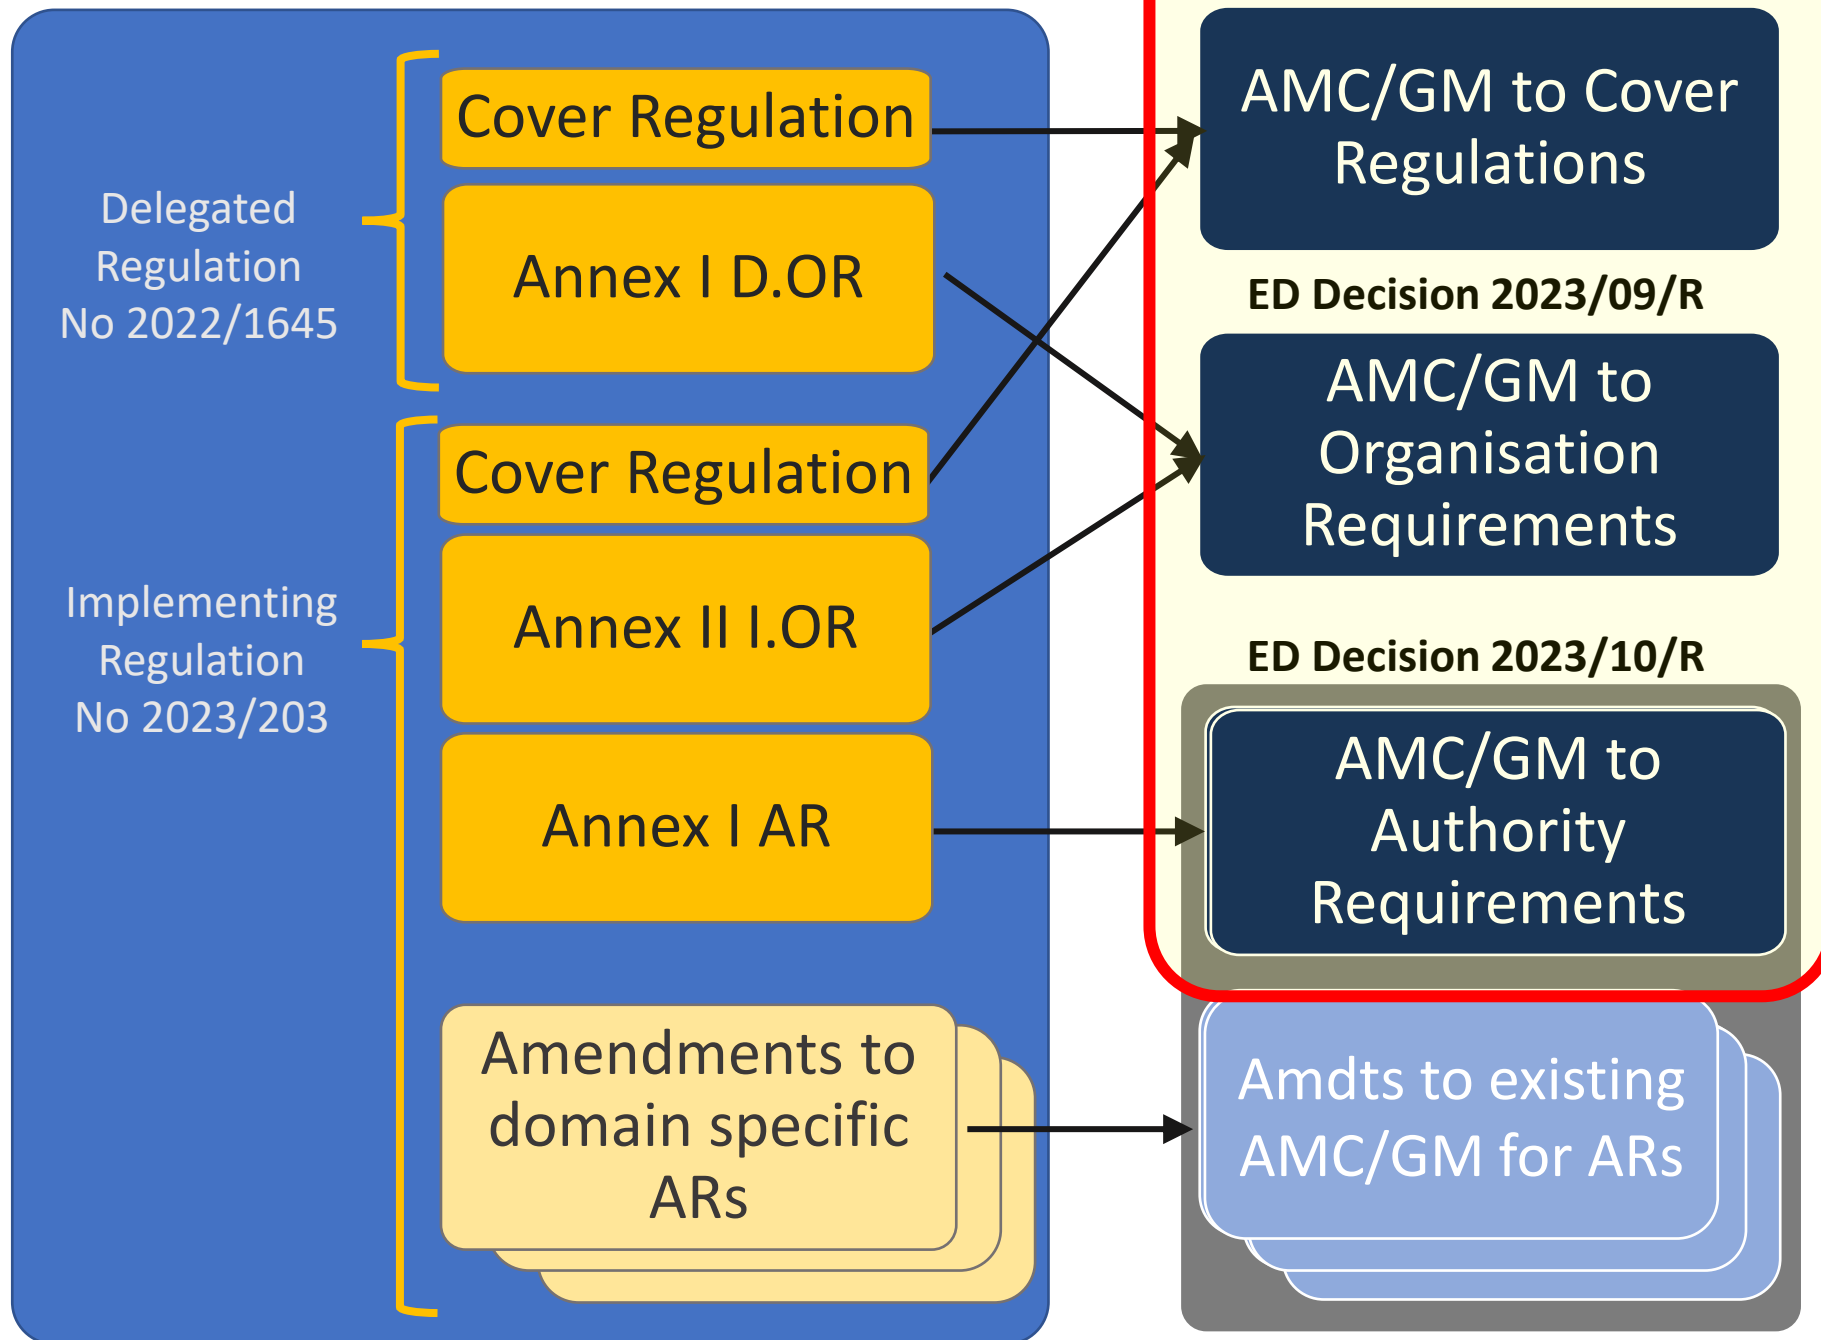 Delegated
Regulation
No 2022/1645
Cover Regulation
Annex I D.OR
Implementing
Regulation
No 2023/203
Cover Regulation
Annex II I.OR
Annex I AR
Amendments to
domain specific
ARs
AMC/GM to Cover
Regulations
ED Decision 2023/09/R
AMC/GM to
Organisation
Requirements
ED Decision 2023/10/R
AMC/GM to
Authority
Requirements
Amdts to existing
AMC/GM for ARs